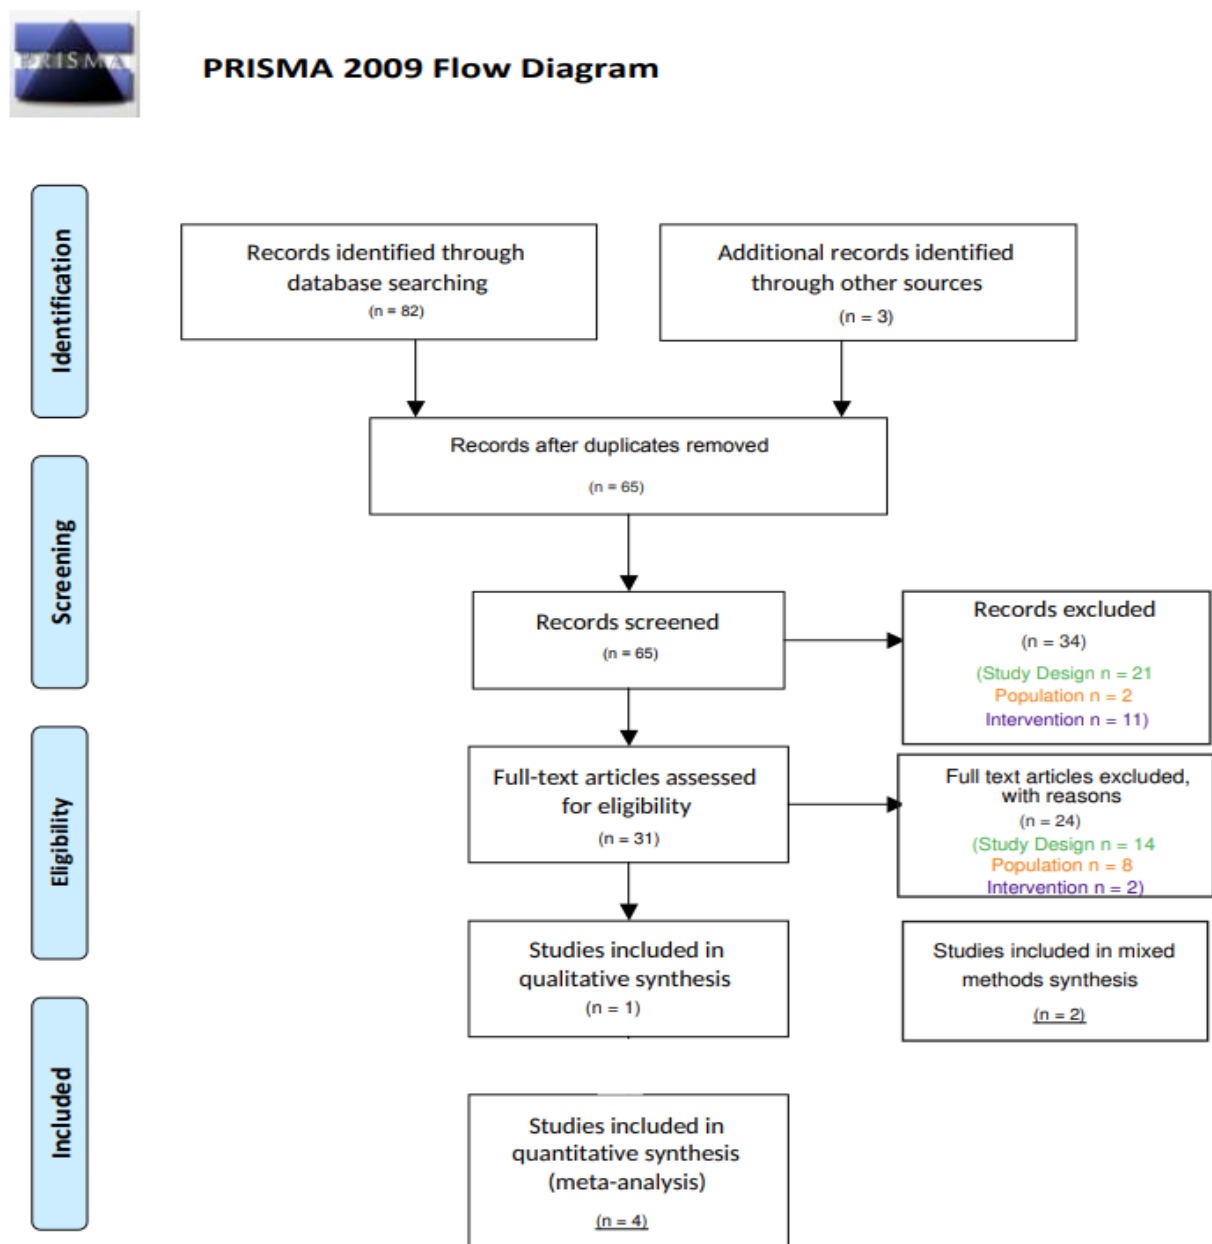 PRISMA
PRISMA 2009 Flow Diagram
Identification
Records identified through
database searching
(n = 82)
Additional records identified
through other sources
(n = 3)
Records after duplicates removed
(n = 65)
Screening
Records screened
(n = 65)
Records excluded
(n = 34)
(Study Design n = 21
Population n = 2
Intervention n = 11)
Eligibility
Full-text articles assessed
for eligibility
(n = 31)
Full text articles excluded,
with reasons
(n = 24)
(Study Design n = 14
Population n = 8
Intervention n = 2)
Studies included in
qualitative synthesis
(n = 1)
Studies included in mixed
methods synthesis
(n = 2)
Included
Studies included in
quantitative synthesis
(meta-analysis)
(n = 4)